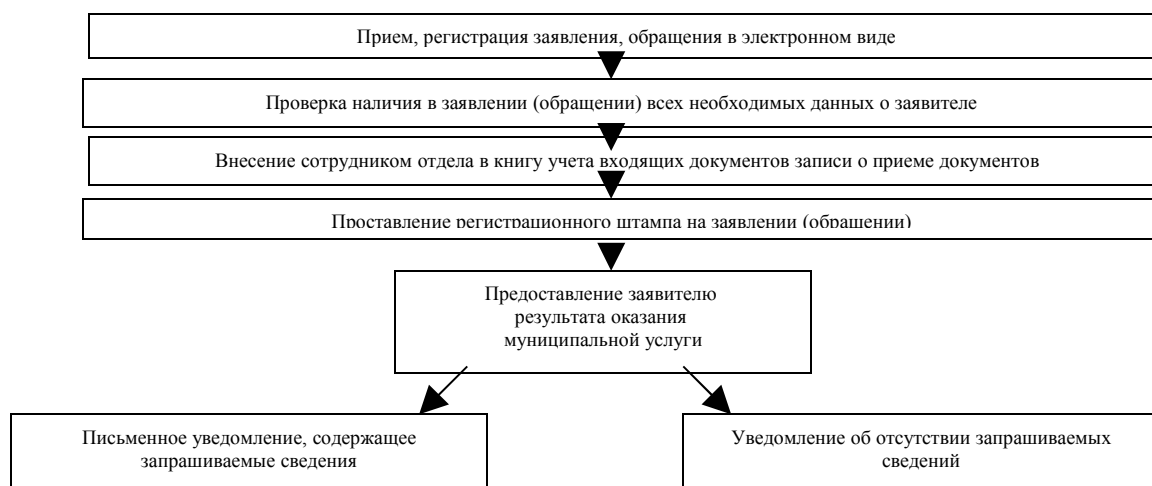 Прием, регистрация заявления, обращения в электронном виде
Проверка наличия в заявлении (обращении) всех необходимых данных о заявителе
Внесение сотрудником отдела в книгу учета входящих документов записи о приеме документов
Проставление регистрационного штампа на заявлении (обращении)
Предоставление заявителю
результата оказания
муниципальной услуги
Письменное уведомление, содержащее
запрашиваемые сведения
Уведомление об отсутствии запрашиваемых
сведений